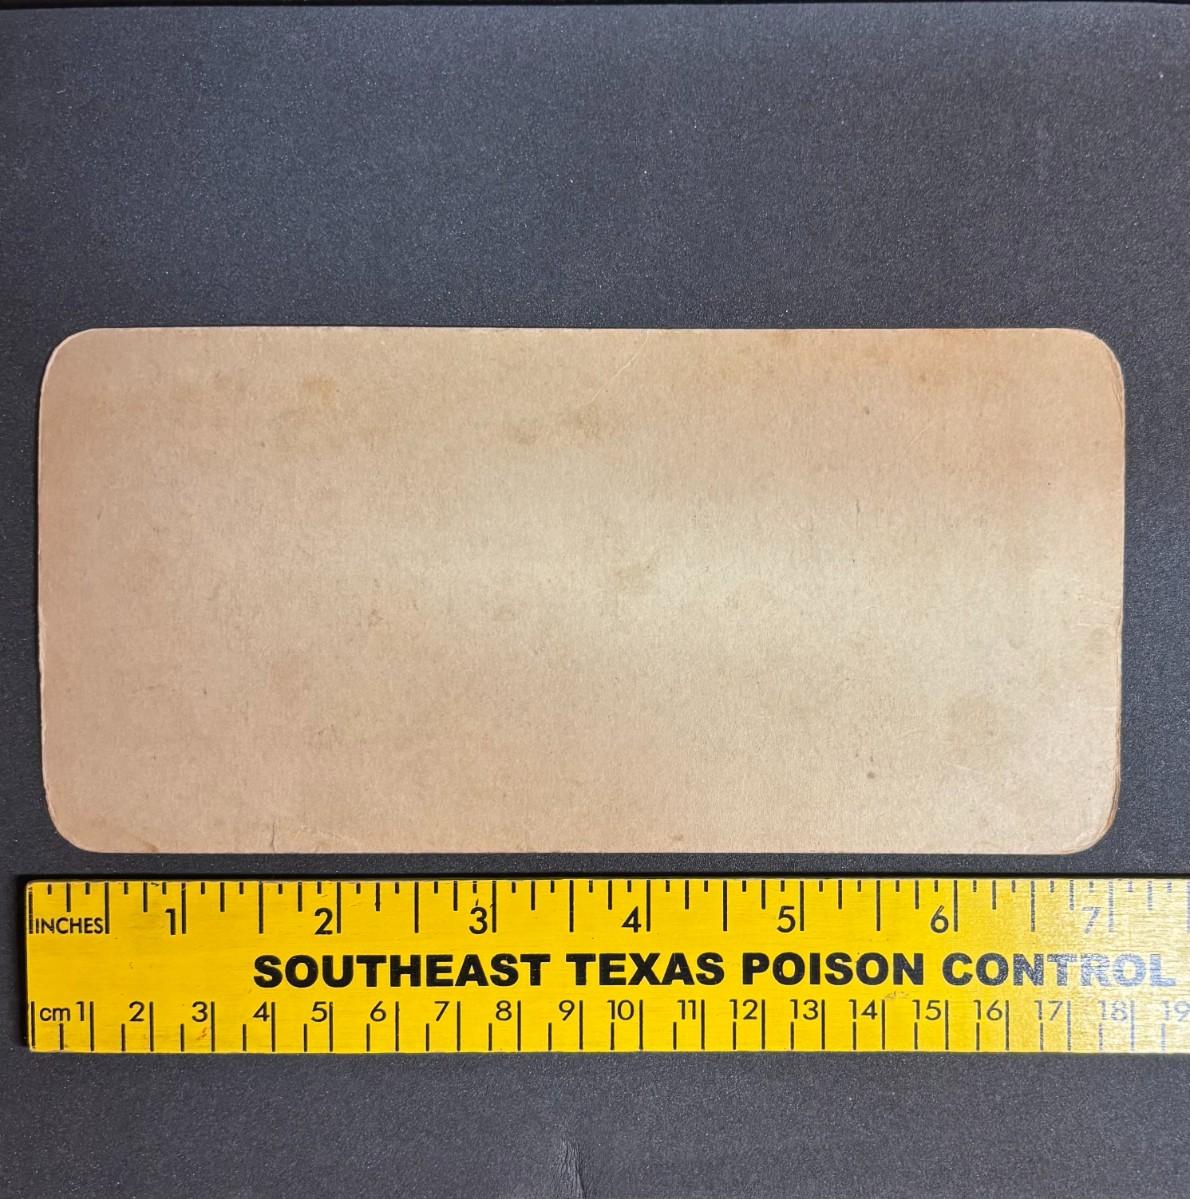 INCHES 1 2 3 4 5 6 7
SOUTHEAST TEXAS POISON CONTROL
cm 1 2 3 4 5 6 7 8 9 10 11 12 13 14 15 16 17 18 19